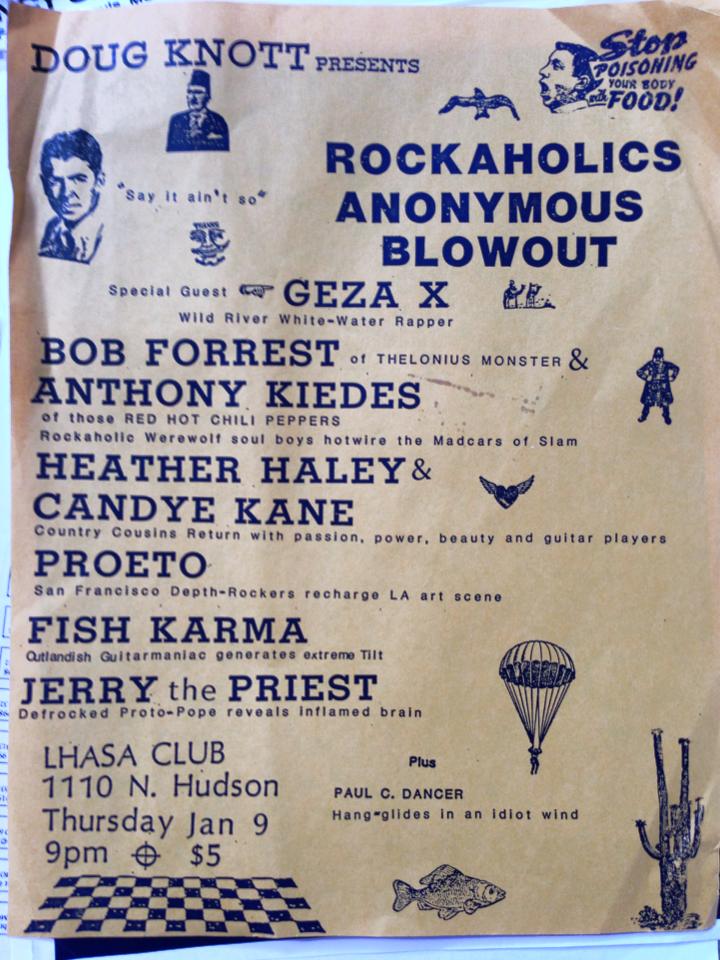 DOUG KNOTT PRESENTS
Stop
POISONING
YOUR BODY
with FOOD!
"Say it ain't so"
ROCKAHOLICS
ANONYMOUS
BLOWOUT
Special Guest GEZA X
Wild River White-Water Rapper
BOB FORREST of THELONIUS MONSTER &
ANTHONY KIEDES
of those RED HOT CHILI PEPPERS
Rockaholic Werewolf soul boys hotwire the Madcars of Slam
HEATHER HALEY &
CANDYE KANE
Country Cousins Return with passion, power, beauty and guitar players
PROETO
San Francisco Depth-Rockers recharge LA art scene
FISH KARMA
Outlandish Guitarmaniac generates extreme Tilt
JERRY the PRIEST
Defrocked Proto-Pope reveals inflamed brain
LHASA CLUB
1110 N. Hudson
Thursday Jan 9
9pm $5
Plus
PAUL C. DANCER
Hang-glides in an idiot wind